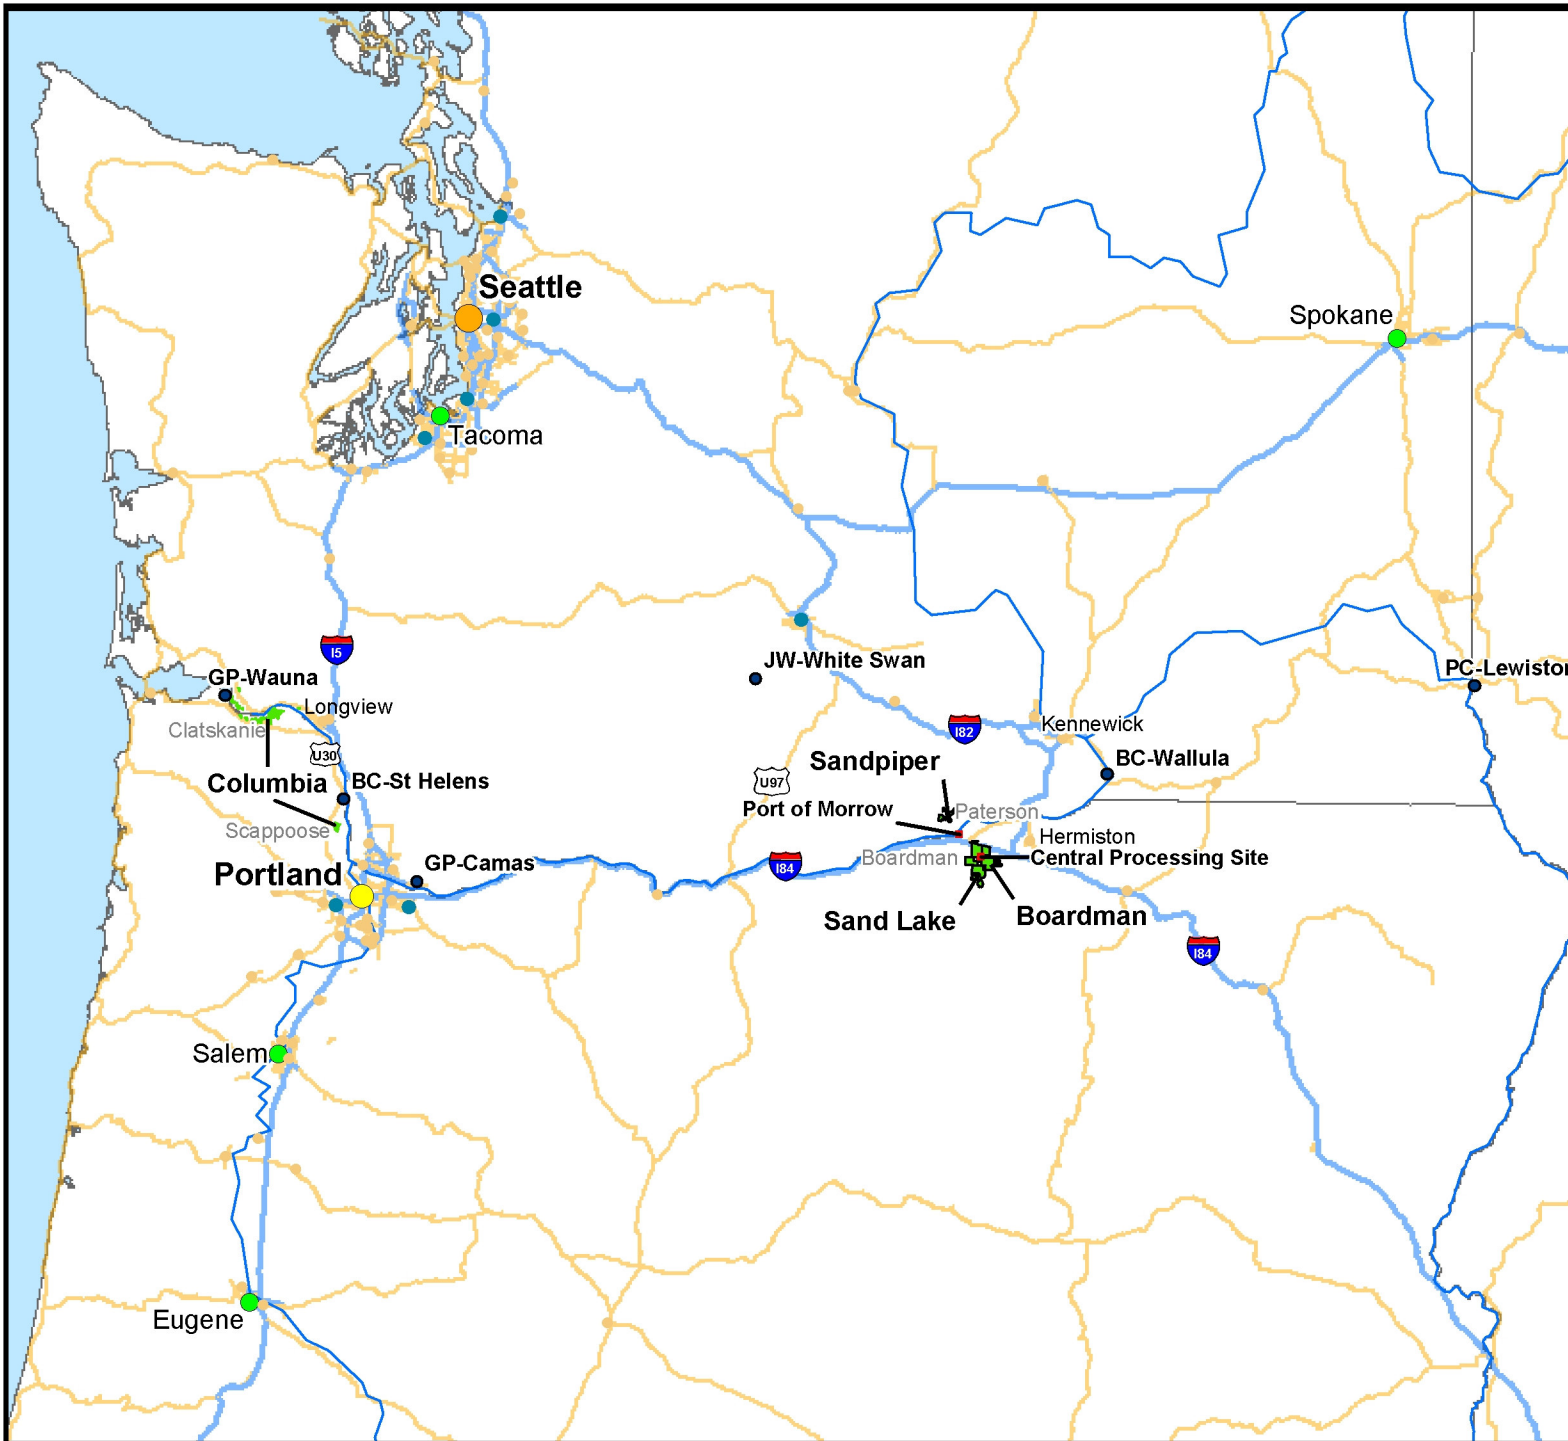 Seattle
Spokane
Tacoma
I5
JW-White Swan
PC-Lewiston
GP-Wauna
Longview
Clatskanie
I82
Kennewick
U30
Columbia
BC-St Helens
Sandpiper
BC-Wallula
U97
Port of Morrow
Paterson
Scappoose
Hermiston
Boardman
Central Processing Site
GP-Camas
I84
Portland
Sand Lake
Boardman
I84
Salem
Eugene